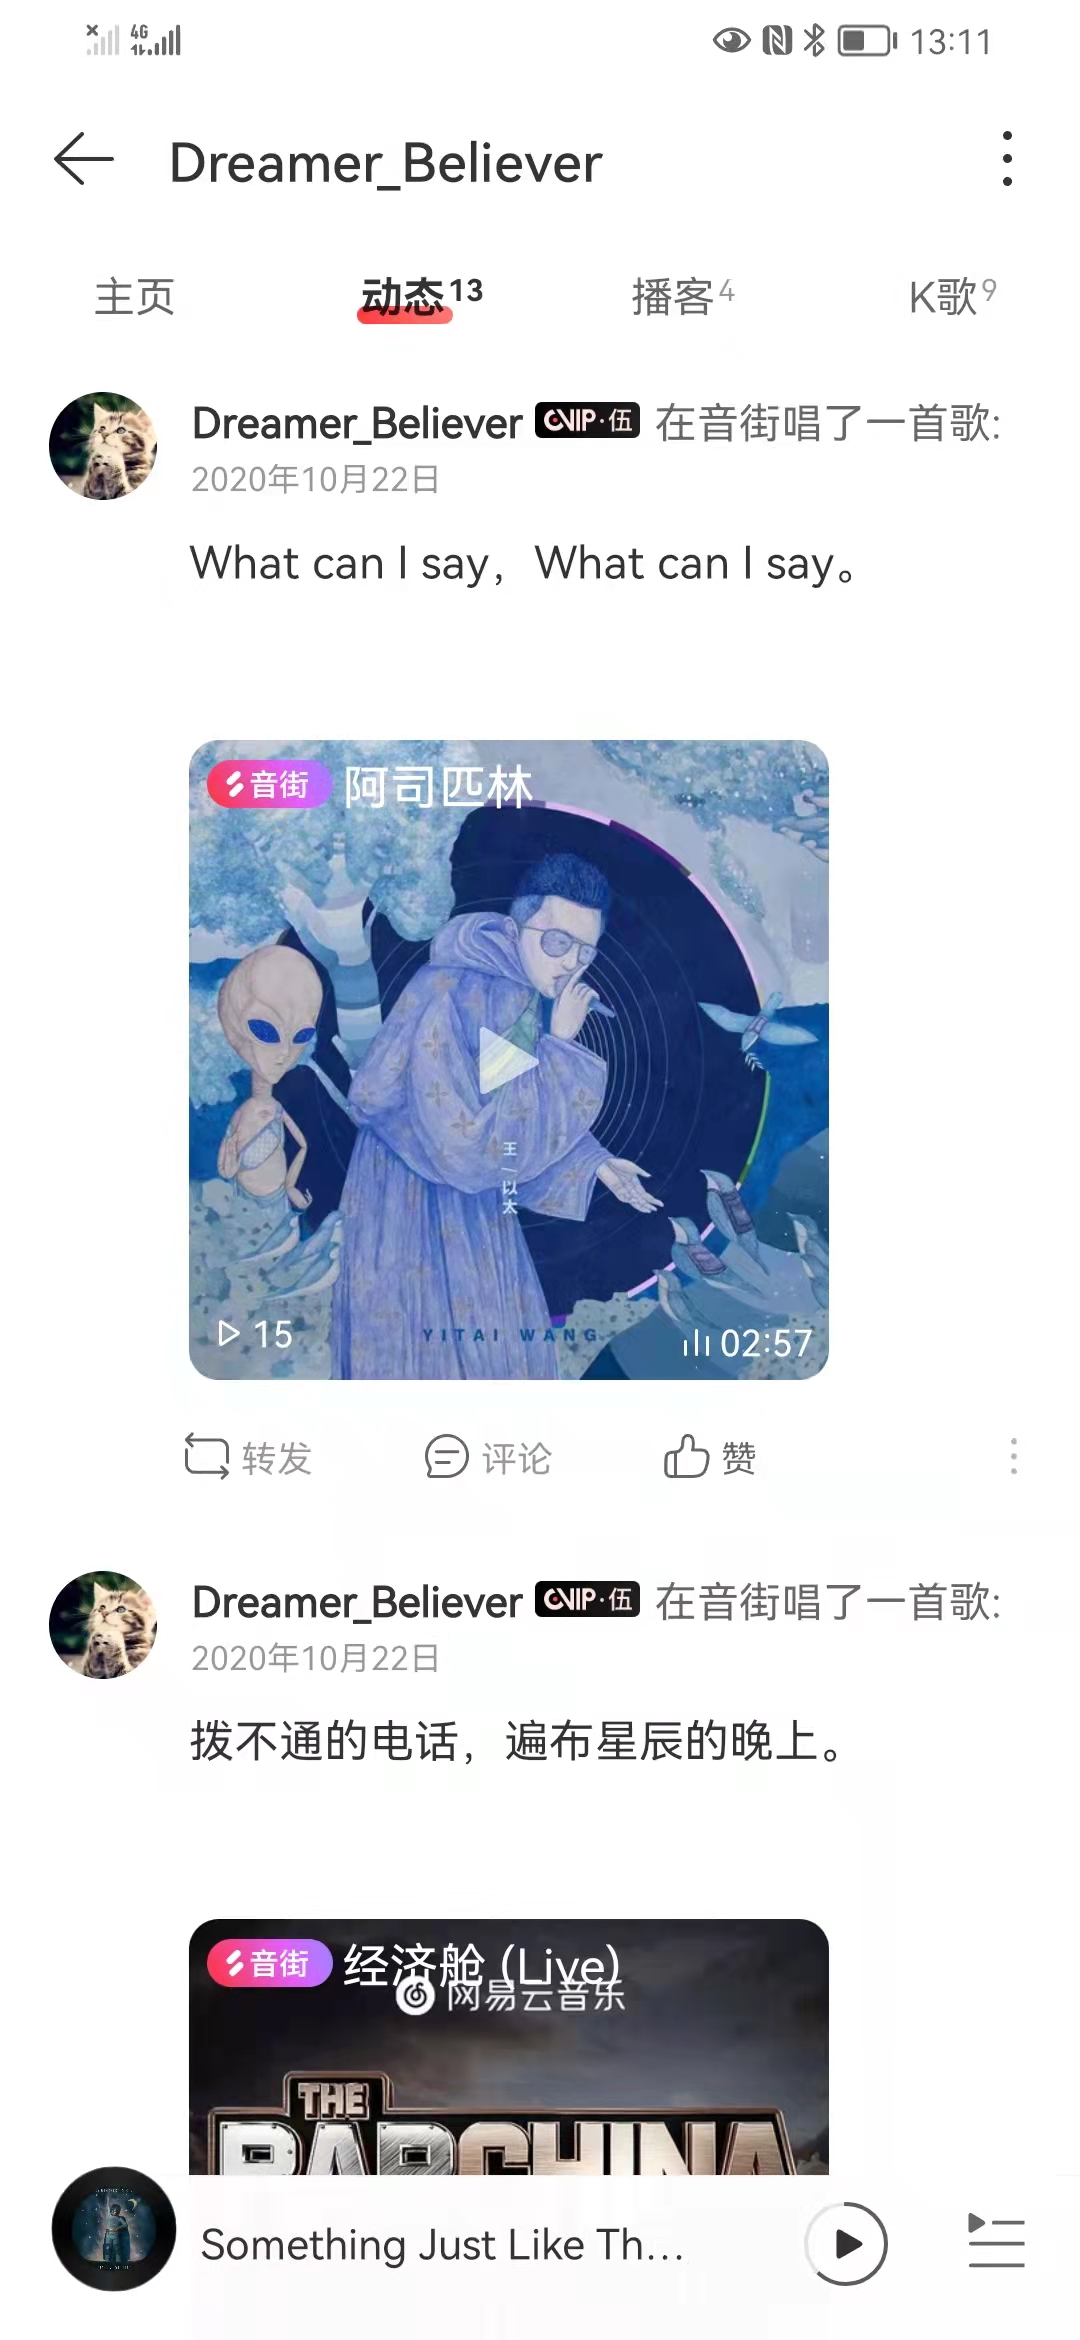 4G
13:11
Dreamer_Believer
主页
动态13
播客4
K歌9
Dreamer_Believer VIP·伍 在音街唱了一首歌:
2020年10月22日
What can I say，What can I say。
音街 阿司匹林
王以太
15
YITAI WANG
02:57
转发
评论
赞
Dreamer_Believer VIP·伍 在音街唱了一首歌:
2020年10月22日
拨不通的电话，遍布星辰的晚上。
音街 经济舱 (Live)
网易云音乐
THE
RAPCHINA
Something Just Like Th...